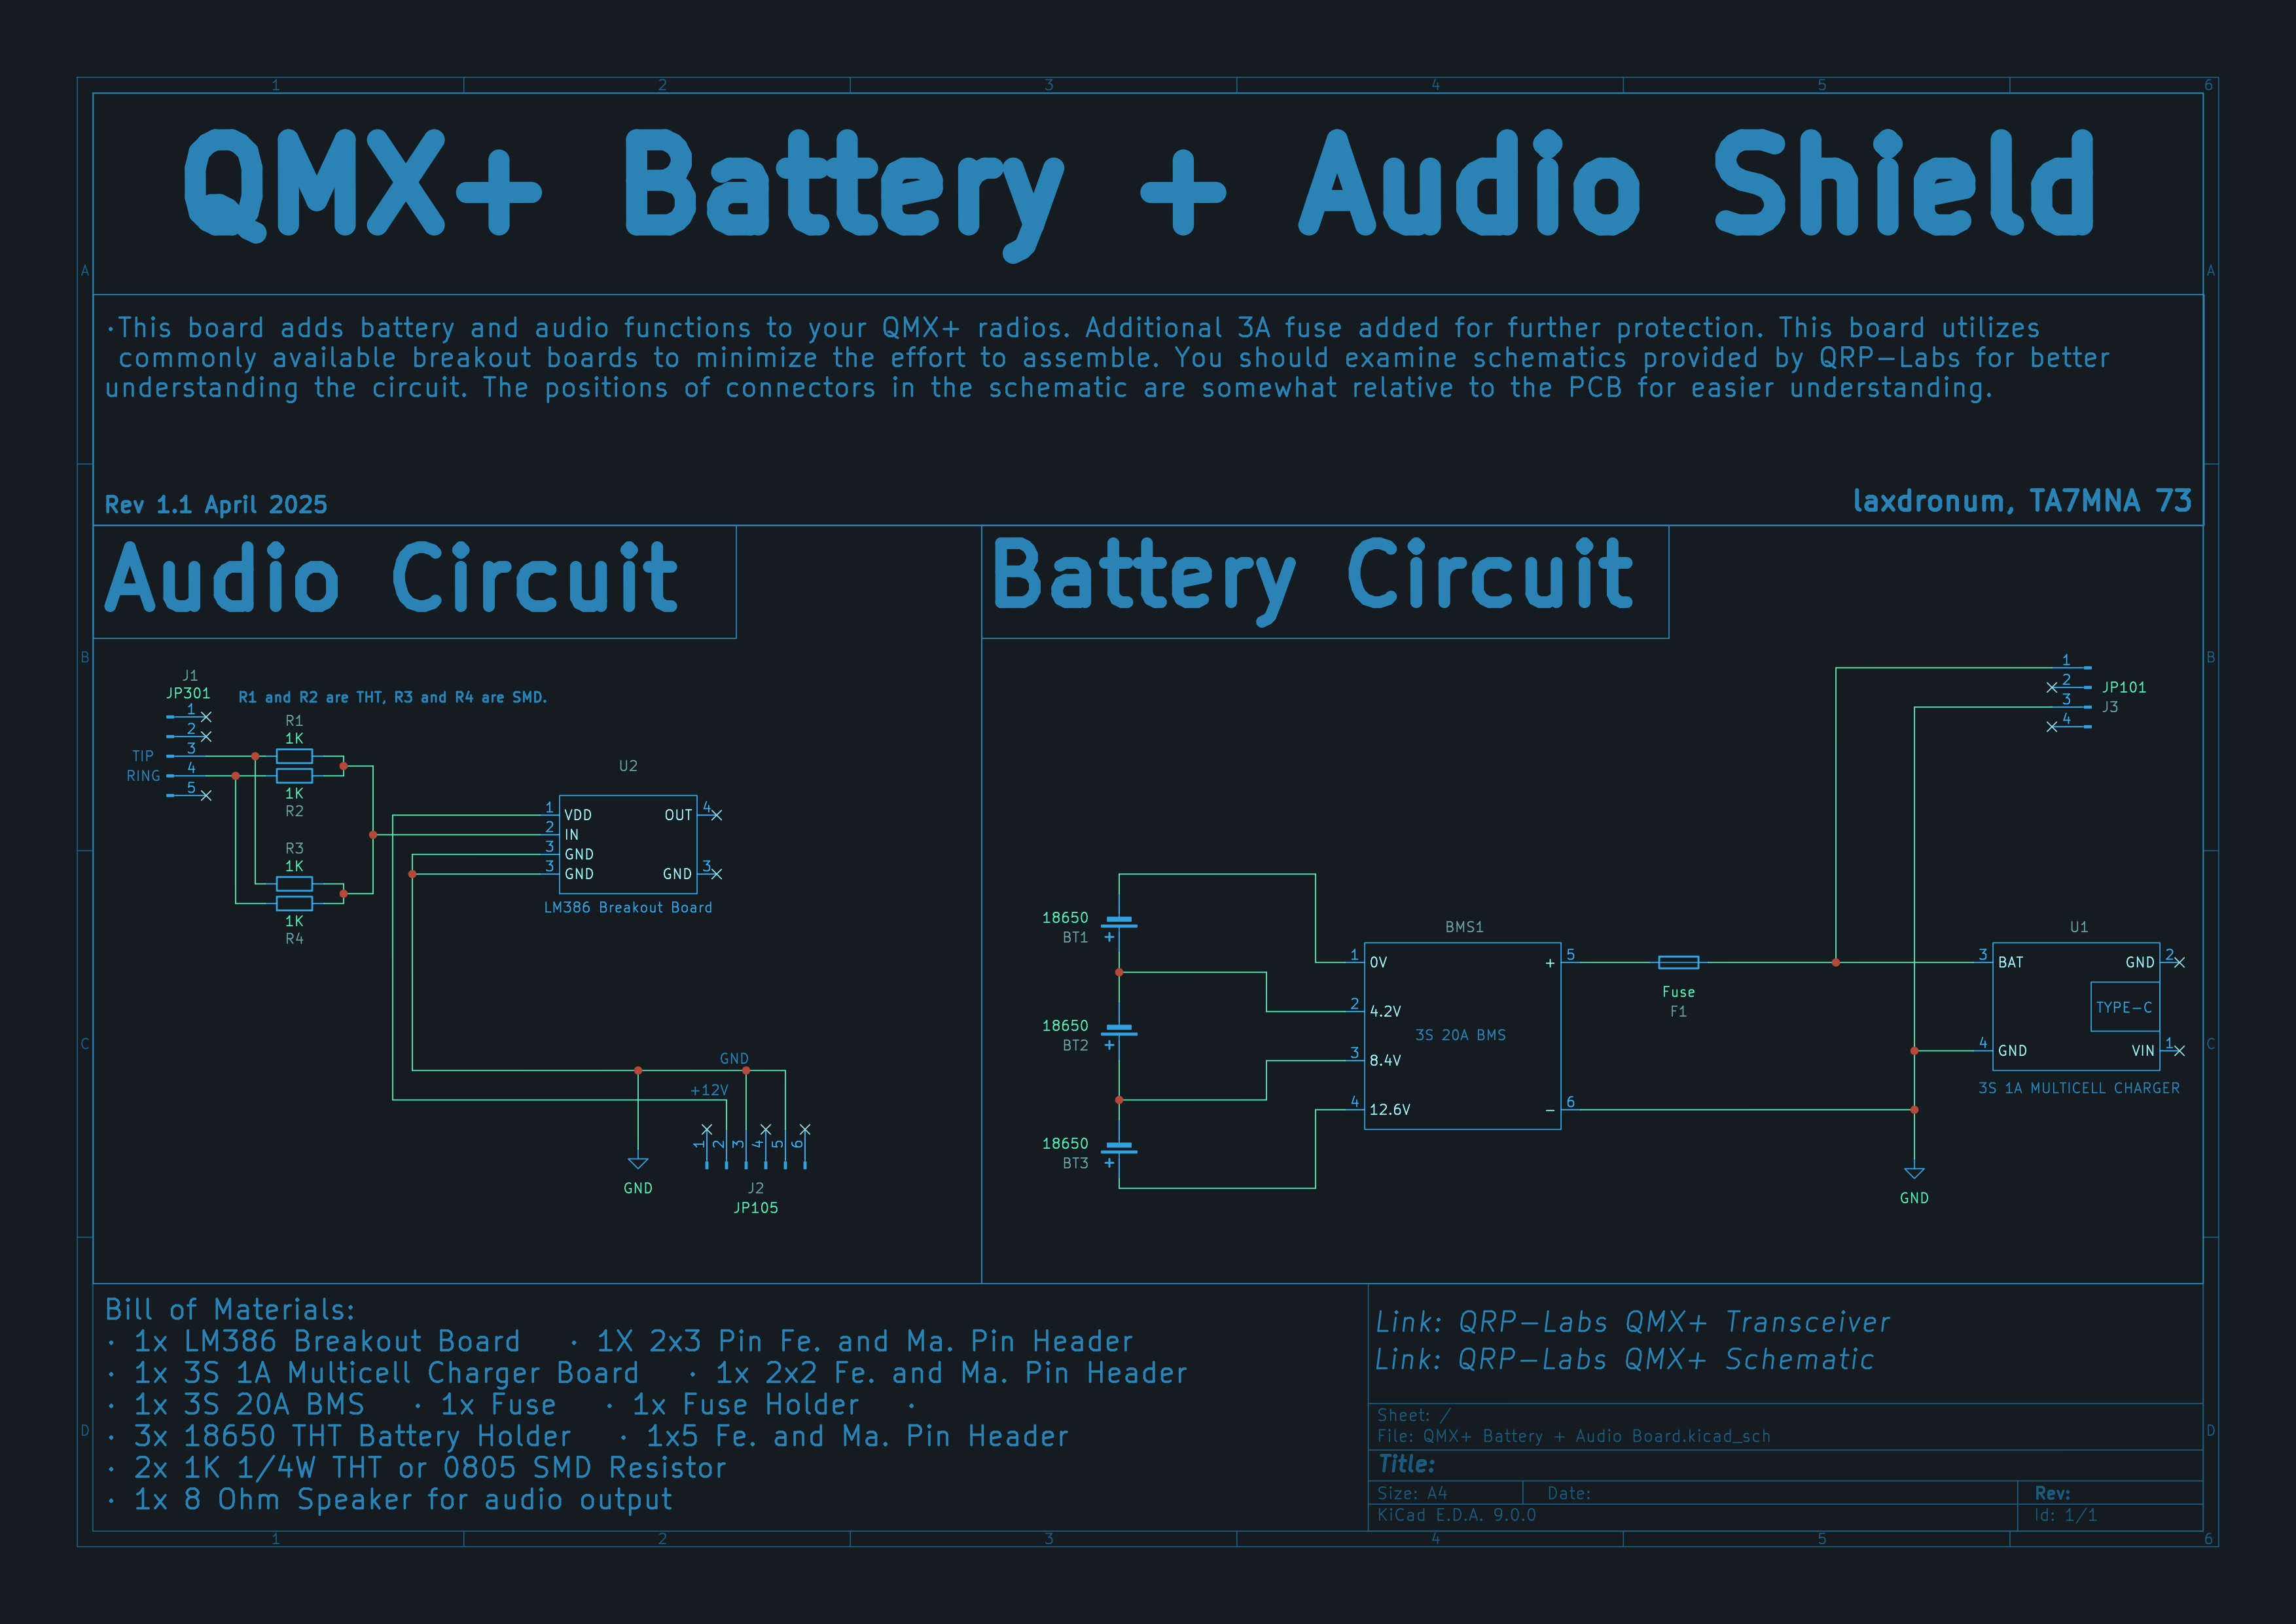 1 2 3 4 5 6
QMX+ Battery + Audio Shield
A A
·This board adds battery and audio functions to your QMX+ radios. Additional 3A fuse added for further protection. This board utilizes
commonly available breakout boards to minimize the effort to assemble. You should examine schematics provided by QRP-Labs for better
understanding the circuit. The positions of connectors in the schematic are somewhat relative to the PCB for easier understanding.
Rev 1.1 April 2025
laxdronum, TA7MNA 73
Audio Circuit
B
J1
JP301
R1 and R2 are THT, R3 and R4 are SMD.
1
2
TIP 3
RING 4
5
R1
1K
1K
R2
R3
1K
1K
R4
U2
1 VDD
2 IN
3 GND
3 GND
OUT 4
GND 3
LM386 Breakout Board
C
GND
+12V
1 2 3 4 5 6
GND
J2
JP105
Battery Circuit
B
1
2
3
4
JP101
J3
18650
BT1
+
18650
BT2
+
18650
BT3
+
BMS1
1 0V
2 4.2V
3 8.4V
4 12.6V
3S 20A BMS
+ 5
- 6
Fuse
F1
U1
3 BAT
4 GND
GND 2
TYPE-C
VIN 1
3S 1A MULTICELL CHARGER
C
GND
Bill of Materials:
· 1x LM386 Breakout Board · 1X 2x3 Pin Fe. and Ma. Pin Header
· 1x 3S 1A Multicell Charger Board · 1x 2x2 Fe. and Ma. Pin Header
· 1x 3S 20A BMS · 1x Fuse · 1x Fuse Holder ·
· 3x 18650 THT Battery Holder · 1x5 Fe. and Ma. Pin Header
· 2x 1K 1/4W THT or 0805 SMD Resistor
· 1x 8 Ohm Speaker for audio output
D D
Link: QRP-Labs QMX+ Transceiver
Link: QRP-Labs QMX+ Schematic
Sheet: /
File: QMX+ Battery + Audio Board.kicad_sch
Title:
Size: A4 Date: Rev:
KiCad E.D.A. 9.0.0 Id: 1/1
1 2 3 4 5 6